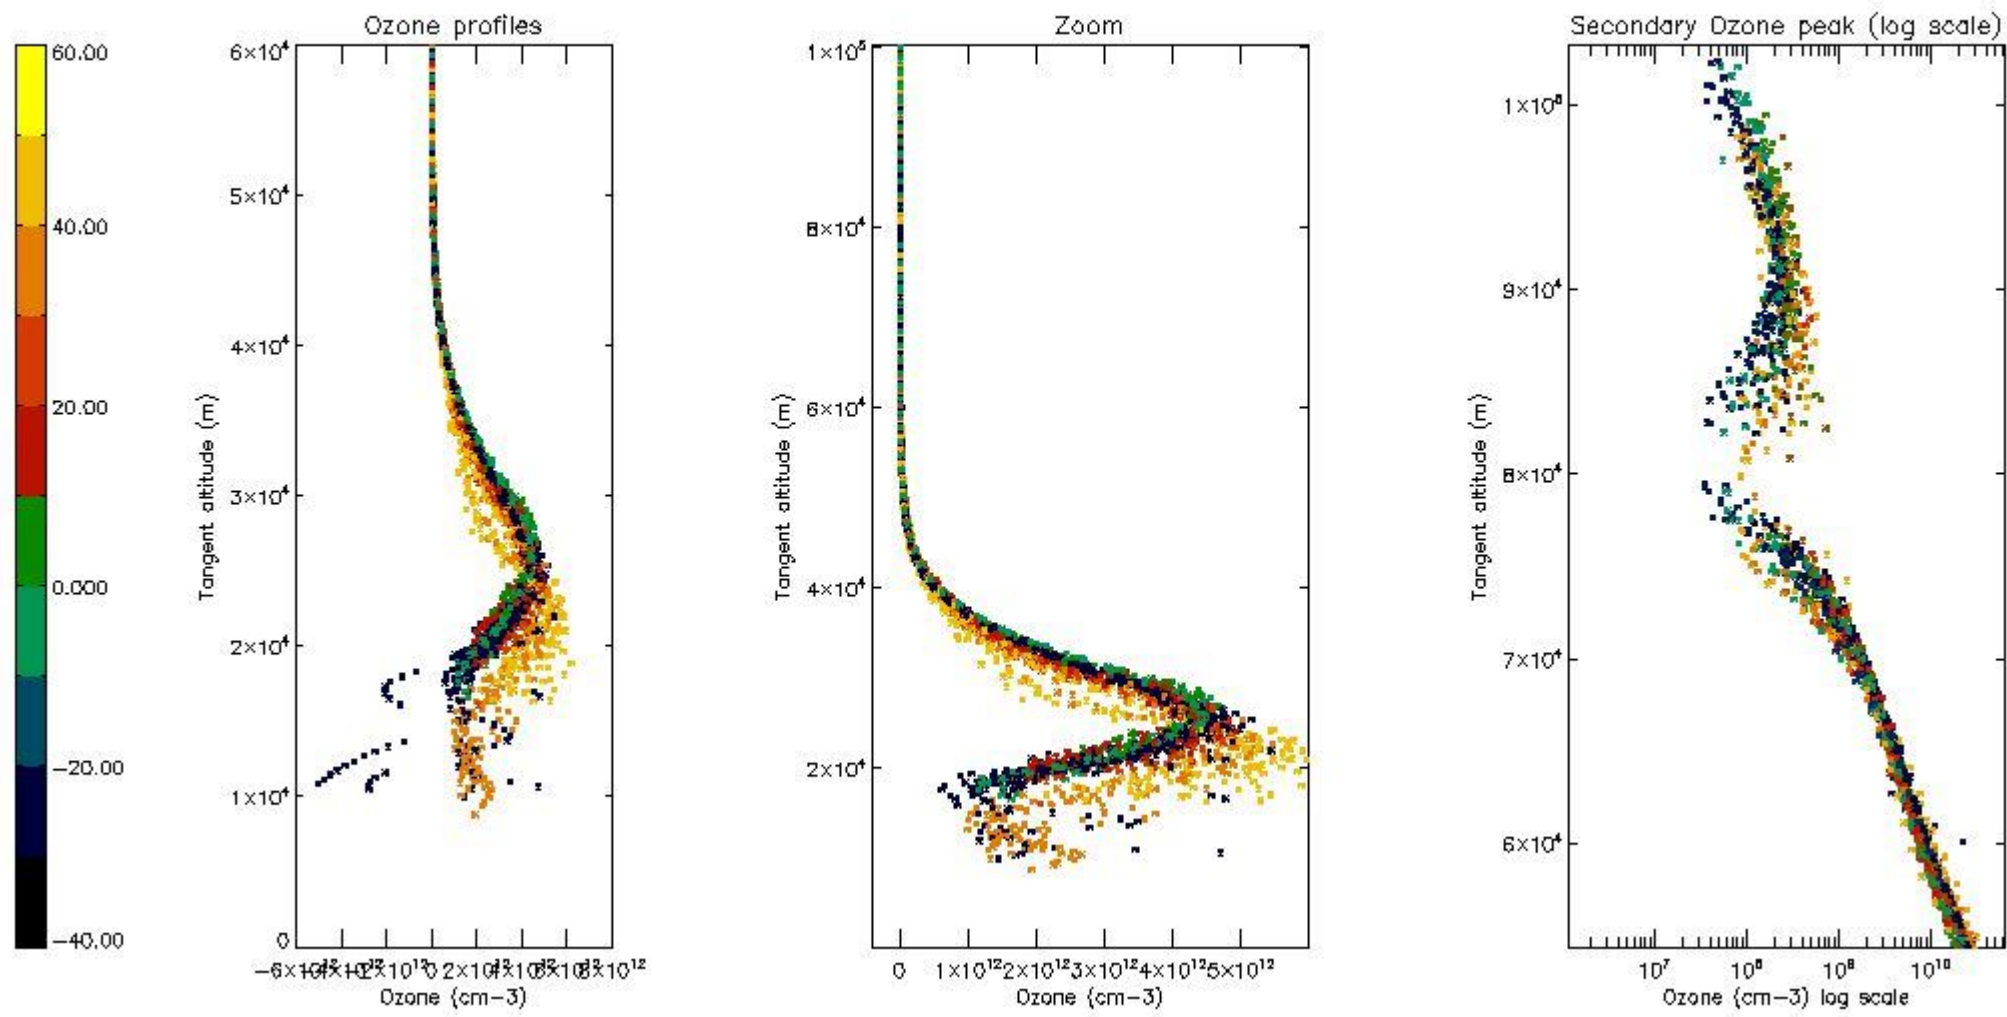 Ozone profiles
Zoom
Secondary Ozone peak (log scale)
60.00
40.00
20.00
0.000
−20.00
−40.00
6×10⁴
5×10⁴
4×10⁴
3×10⁴
2×10⁴
1×10⁴
0
Tangent altitude (m)
0
8×10¹²
Ozone (cm−3)
1×10⁵
8×10⁴
6×10⁴
4×10⁴
2×10⁴
Tangent altitude (m)
0 1×10¹² 2×10¹² 3×10¹² 4×10¹² 5×10¹²
Ozone (cm−3)
9×10⁴
8×10⁴
7×10⁴
6×10⁴
Tangent altitude (m)
10⁷ 10⁸ 10⁹ 10¹⁰
Ozone (cm−3) log scale